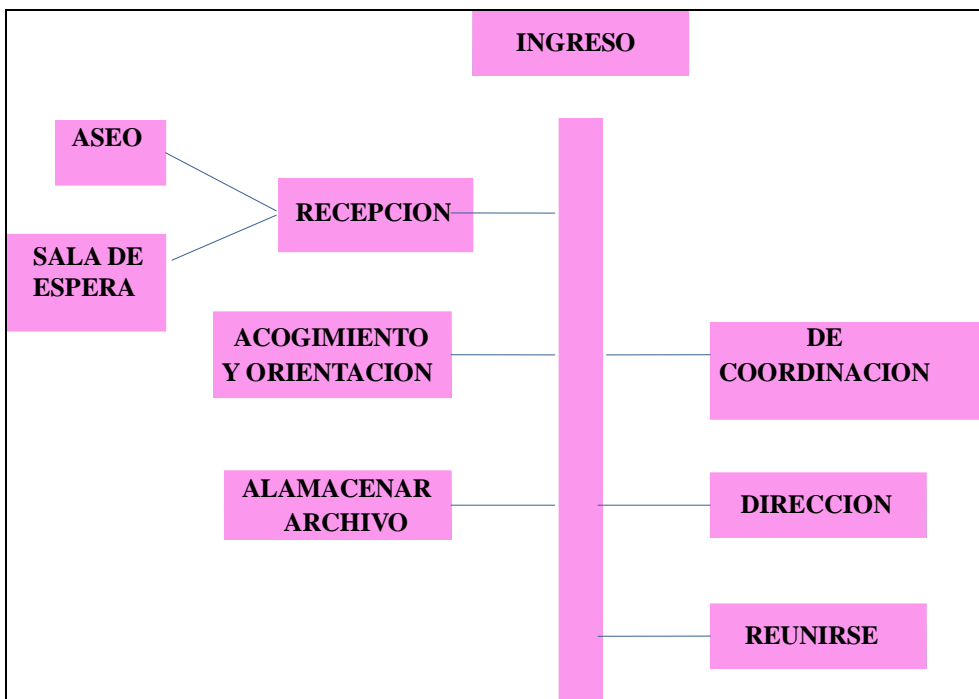 INGRESO
ASEO
RECEPCION
SALA DE
ESPERA
ACOGIMIENTO
Y ORIENTACION
DE
COORDINACION
ALAMACENAR
ARCHIVO
DIRECCION
REUNIRSE